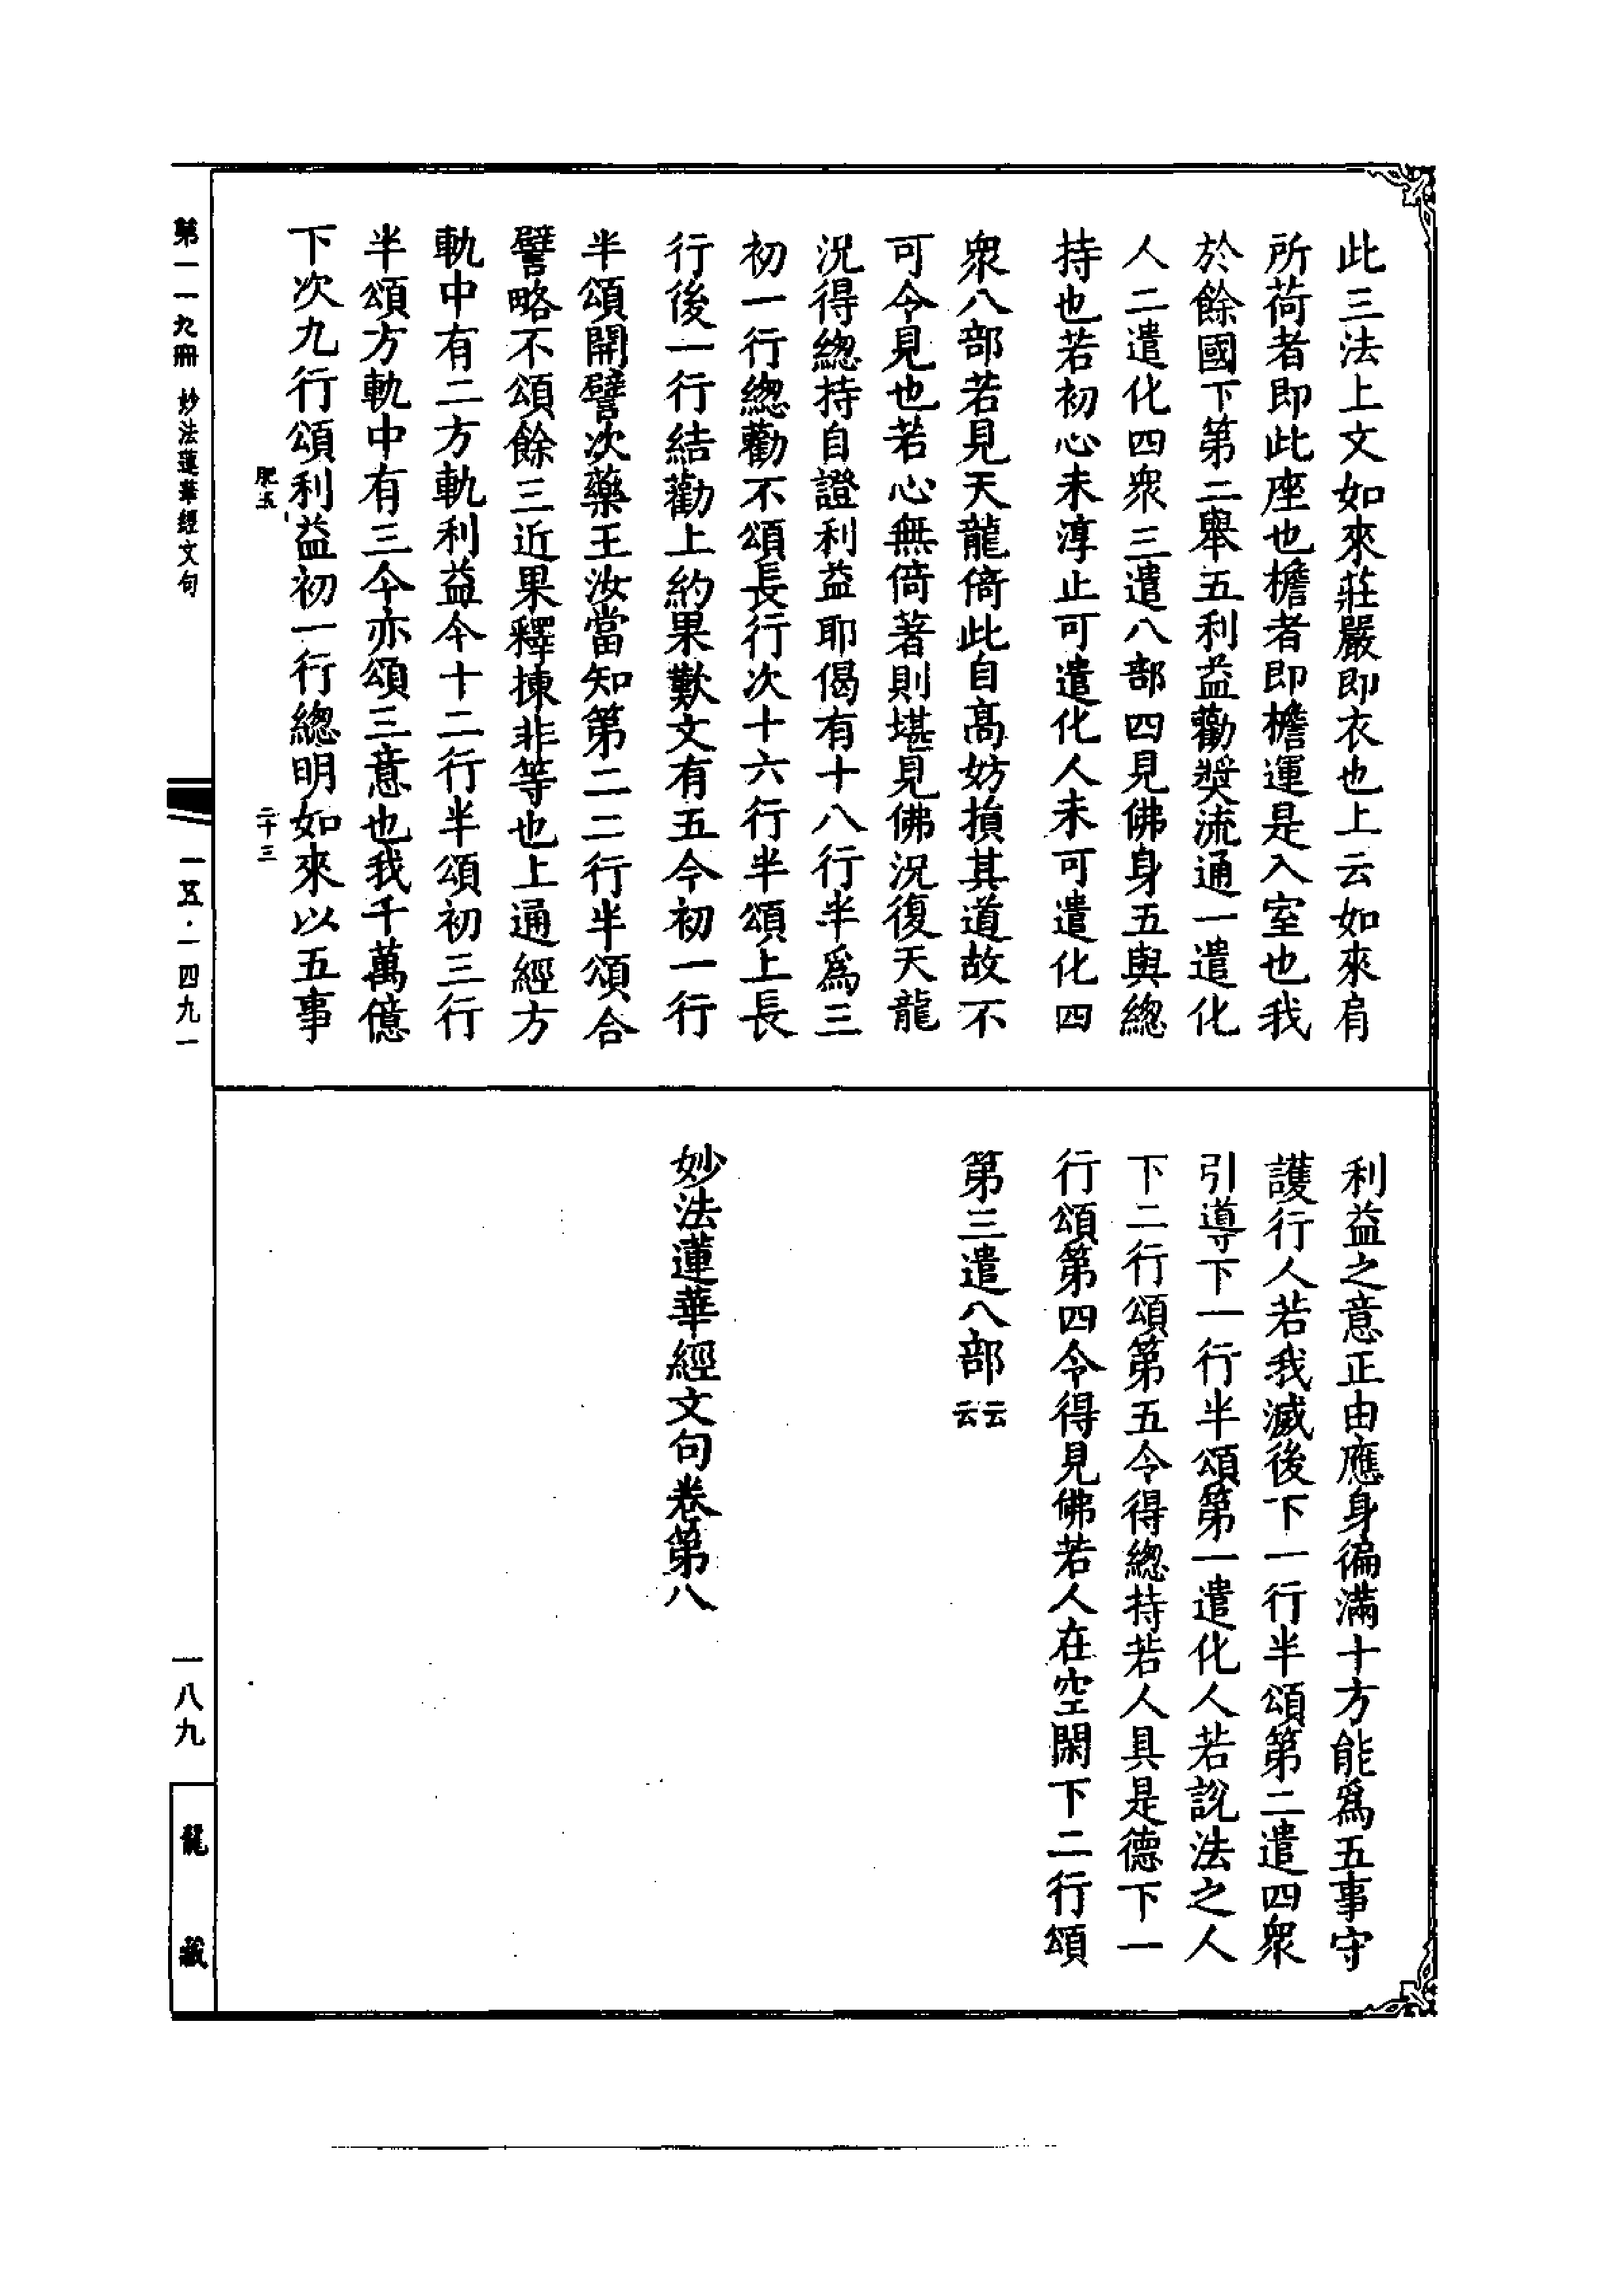 此三法上文如來莊嚴即衣也上云如來肩
所荷者即此座也檐者即檐運是入室也我
於餘國下第二舉五利益勸奬流通一遣化
人二遣化四衆三遣八部四見佛身五與總
持也若初心未淳止可遣化人未可遣化四
衆八部若見天龍倚此自高妨損其道故不
可令見也若心無倚著則堪見佛況復天龍
況得總持自證利益耶偈有十八行半爲三
初一行總勸不頌長行次十六行半頌上長
行後一行結勸上約果歎文有五今初一行
半頌開譬次藥王汝當知第二二行半頌合
譬略不頌餘三近果釋揀非等也上通經方
軌中有二方軌利益今十二行半頌初三行
半頌方軌中有三今亦頌三意也我千萬億
下次九行頌利益初一行總明如來以五事
肥五
二十三
利益之意正由應身徧滿十方能爲五事守
護行人若我滅後下一行半頌第二遣四衆
引導下一行半頌第一遣化人若說法之人
下二行頌第五令得總持若人具是德下一
行頌第四令得見佛若人在空閑下二行頌
第三遣八部云云
妙法蓮華經文句卷第八
第一一九冊 妙法蓮華經文句
一五·一四九一
一八九
龍藏